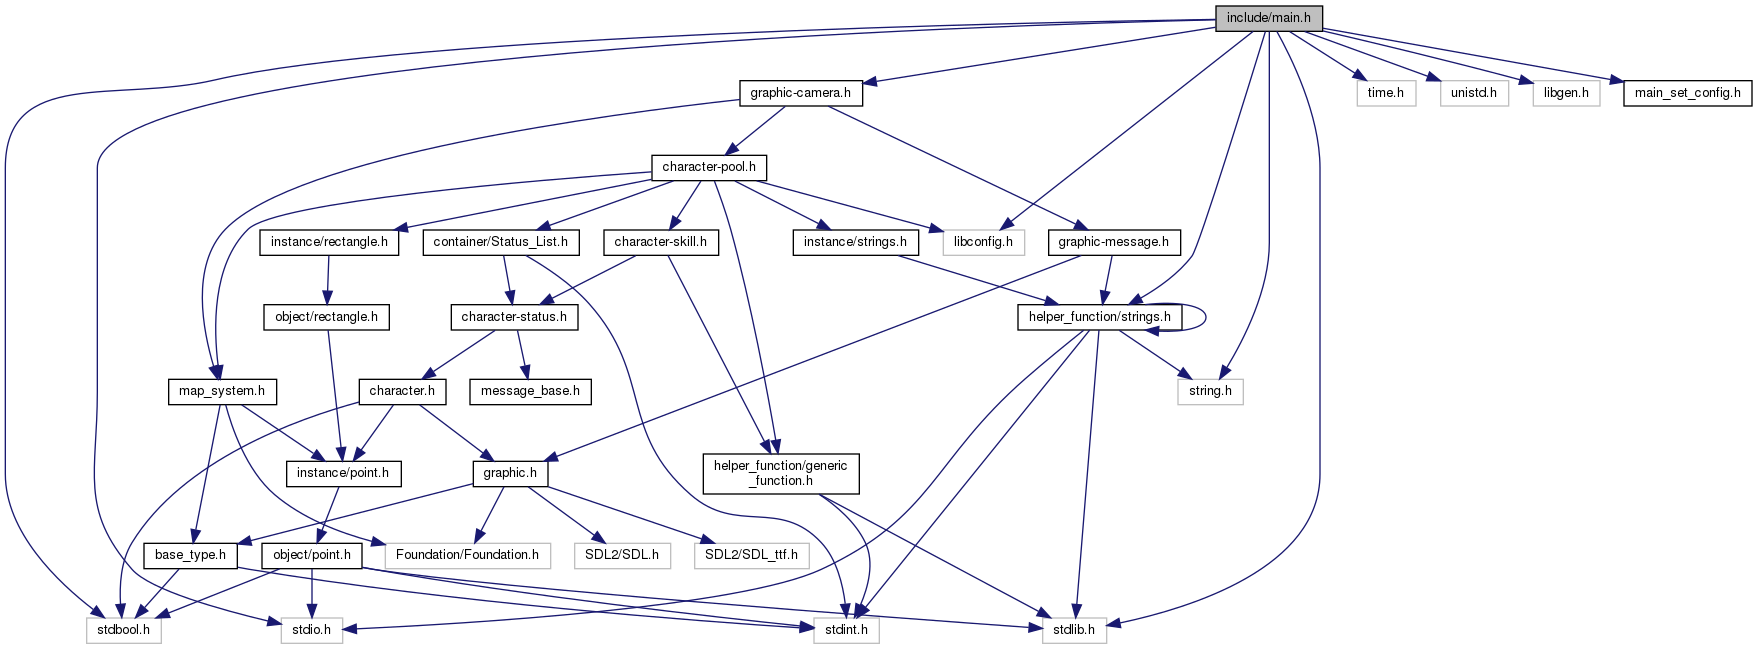 include/main.h
graphic-camera.h
time.h
unistd.h
libgen.h
main_set_config.h
character-pool.h
instance/rectangle.h
container/Status_List.h
character-skill.h
instance/strings.h
libconfig.h
graphic-message.h
object/rectangle.h
character-status.h
helper_function/strings.h
map_system.h
character.h
message_base.h
string.h
instance/point.h
graphic.h
helper_function/generic
_function.h
base_type.h
object/point.h
Foundation/Foundation.h
SDL2/SDL.h
SDL2/SDL_ttf.h
stdbool.h
stdio.h
stdint.h
stdlib.h